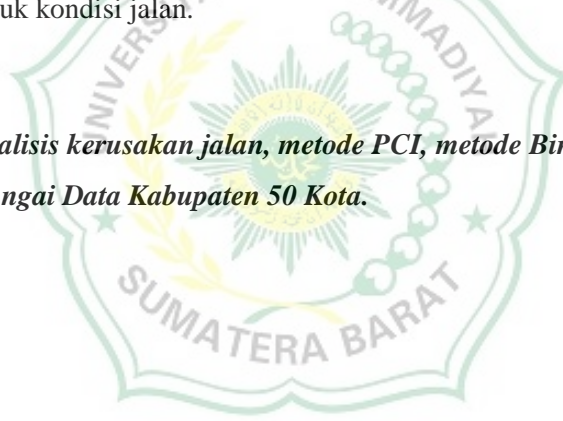 uk kondisi jalan.
alisis kerusakan jalan, metode PCI, metode Bin
ngai Data Kabupaten 50 Kota.
SUMATERA BARAT